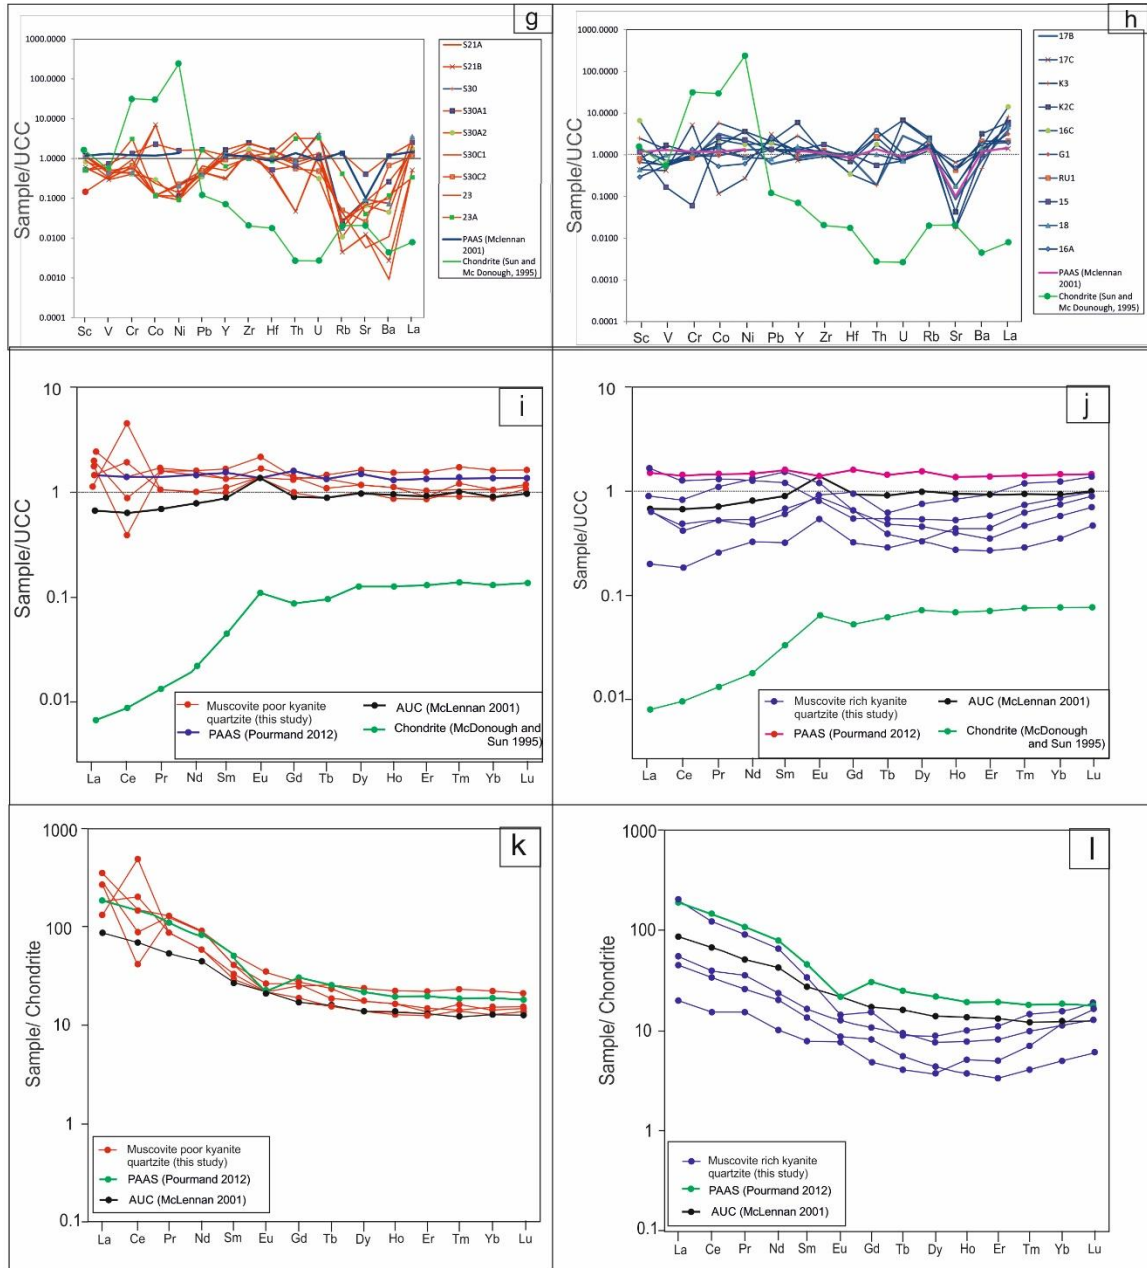 g
1000.0000
100.0000
10.0000
1.0000
0.1000
0.0100
0.0010
0.0001
Sample/UCC
Sc V Cr Co Ni Pb Y Zr Hf Th U Rb Sr Ba La
S21A
S21B
S30
S30A1
S30A2
S30C1
S30C2
23
23A
PAAS (Mclennan
2001)
Chondrite (Sun and
Mc Donough, 1995)
h
1000.0000
100.0000
10.0000
1.0000
0.1000
0.0100
0.0010
0.0001
Sample/UCC
Sc V Cr Co Ni Pb Y Zr Hf Th U Rb Sr Ba La
17B
17C
K3
K2C
16C
G1
RU1
15
18
16A
PAAS (Mclennan
2001)
Chondrite (Sun and
Mc Dounough, 1995)
i
10
1
0.1
0.01
Sample/UCC
Muscovite poor kyanite
quartzite (this study)
PAAS (Pourmand 2012)
AUC (McLennan 2001)
Chondrite (McDonough and
Sun 1995)
La Ce Pr Nd Sm Eu Gd Tb Dy Ho Er Tm Yb Lu
j
10
1
0.1
0.01
Sample/UCC
Muscovite rich kyanite
quartzite (this study)
PAAS (Pourmand 2012)
AUC (McLennan 2001)
Chondrite (McDonough
and Sun 1995)
La Ce Pr Nd Sm Eu Gd Tb Dy Ho Er Tm Yb Lu
k
1000
100
10
1
0.1
Sample/ Chondrite
Muscovite poor kyanite
quartzite (this study)
PAAS (Pourmand 2012)
AUC (McLennan 2001)
La Ce Pr Nd Sm Eu Gd Tb Dy Ho Er Tm Yb Lu
l
1000
100
10
1
0.1
Sample/ Chondrite
Muscovite rich kyanite
quartzite (this study)
PAAS (Pourmand 2012)
AUC (McLennan 2001)
La Ce Pr Nd Sm Eu Gd Tb Dy Ho Er Tm Yb Lu